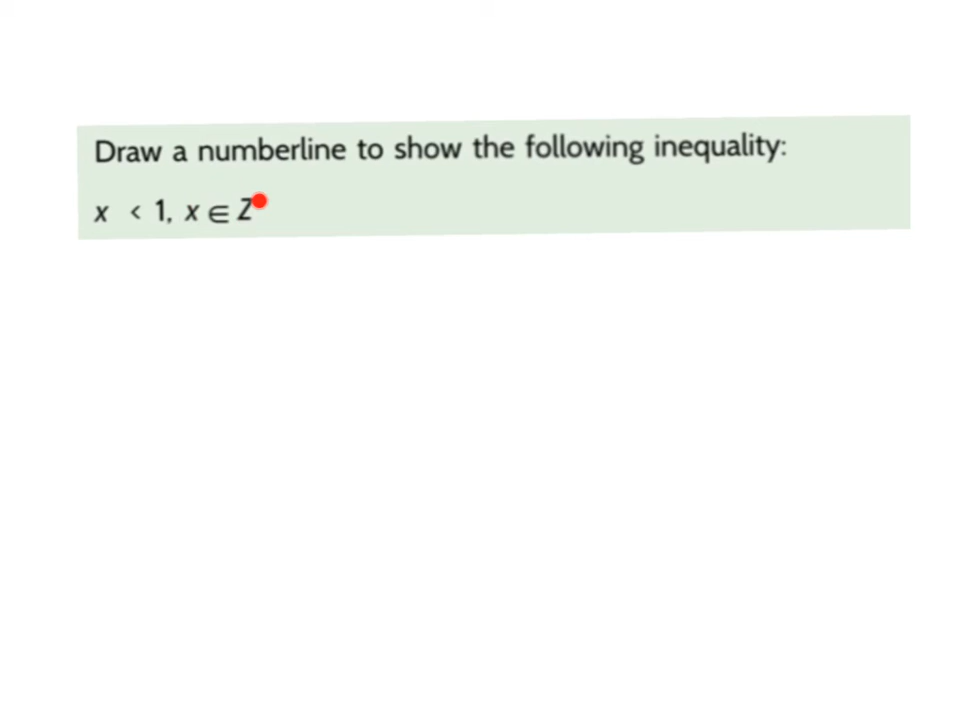 Draw a numberline to show the following inequality:
x < 1, x ∈ Z